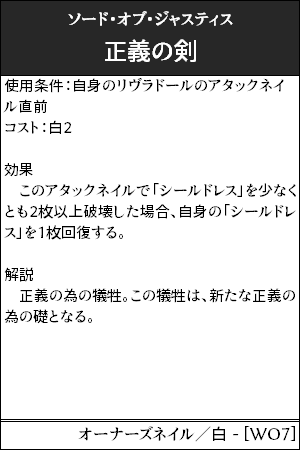 ソード・オブ・ジャスティス
正義の剣
使用条件：自身のリヴラドールのアタックネイ
ル直前
コスト：白2
効果
　このアタックネイルで「シールドレス」を少なく
とも2枚以上破壊した場合、自身の「シールドレ
ス」を1枚回復する。
解説
　正義の為の犠牲。この犠牲は、新たな正義の
為の礎となる。
オーナーズネイル／白 - [WO7]